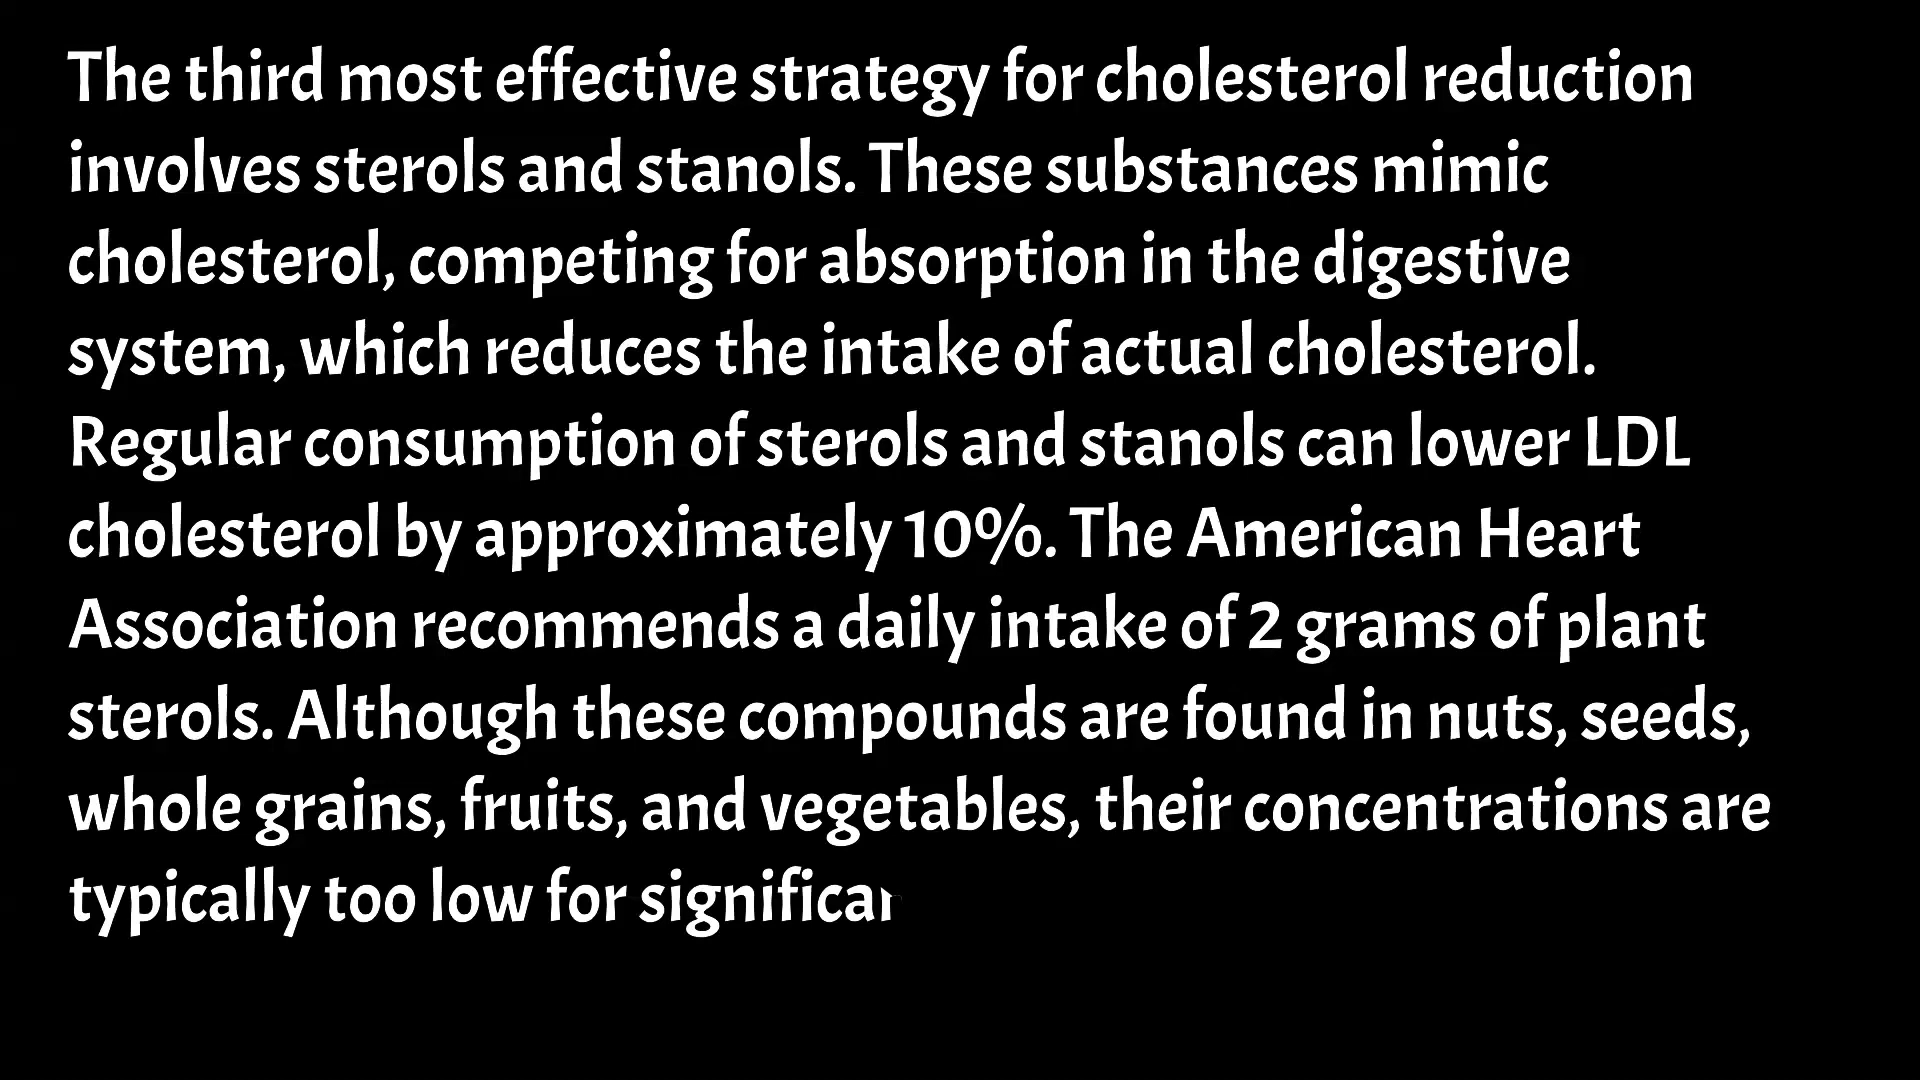 The third most effective strategy for cholesterol reduction
involves sterols and stanols. These substances mimic
cholesterol, competing for absorption in the digestive
system, which reduces the intake of actual cholesterol.
Regular consumption of sterols and stanols can lower LDL
cholesterol by approximately 10%. The American Heart
Association recommends a daily intake of 2 grams of plant
sterols. Although these compounds are found in nuts, seeds,
whole grains, fruits, and vegetables, their concentrations are
typically too low for